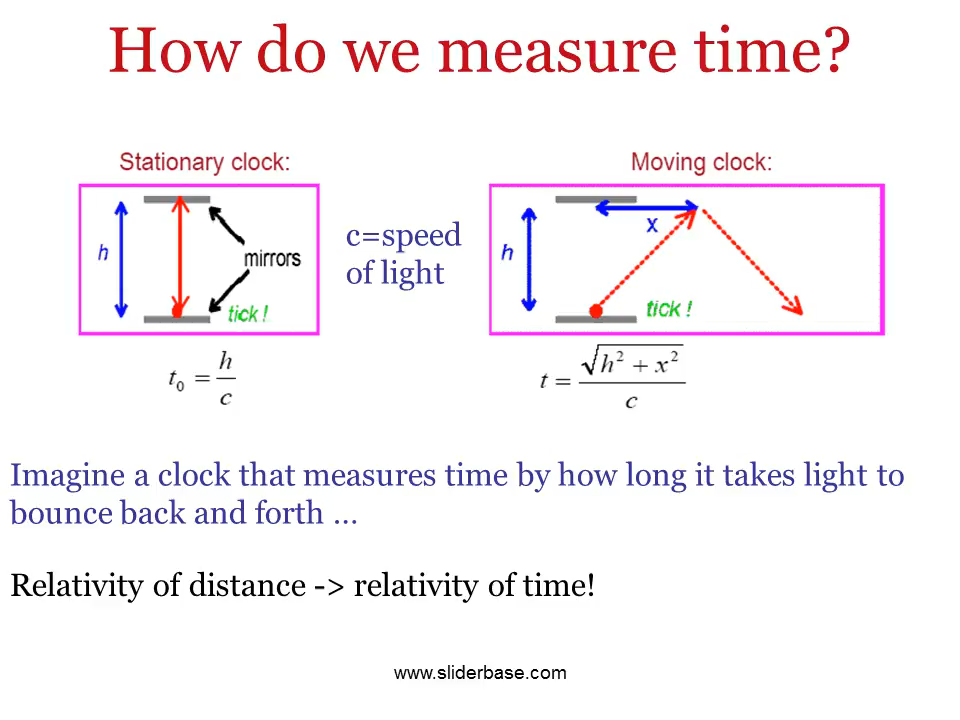 How do we measure time?
Stationary clock:
h
mirrors
tick !
t₀ = h/c
c=speed
of light
Moving clock:
x
h
tick !
t = √(h² + x²)/c
Imagine a clock that measures time by how long it takes light to
bounce back and forth ...
Relativity of distance -> relativity of time!
www.sliderbase.com